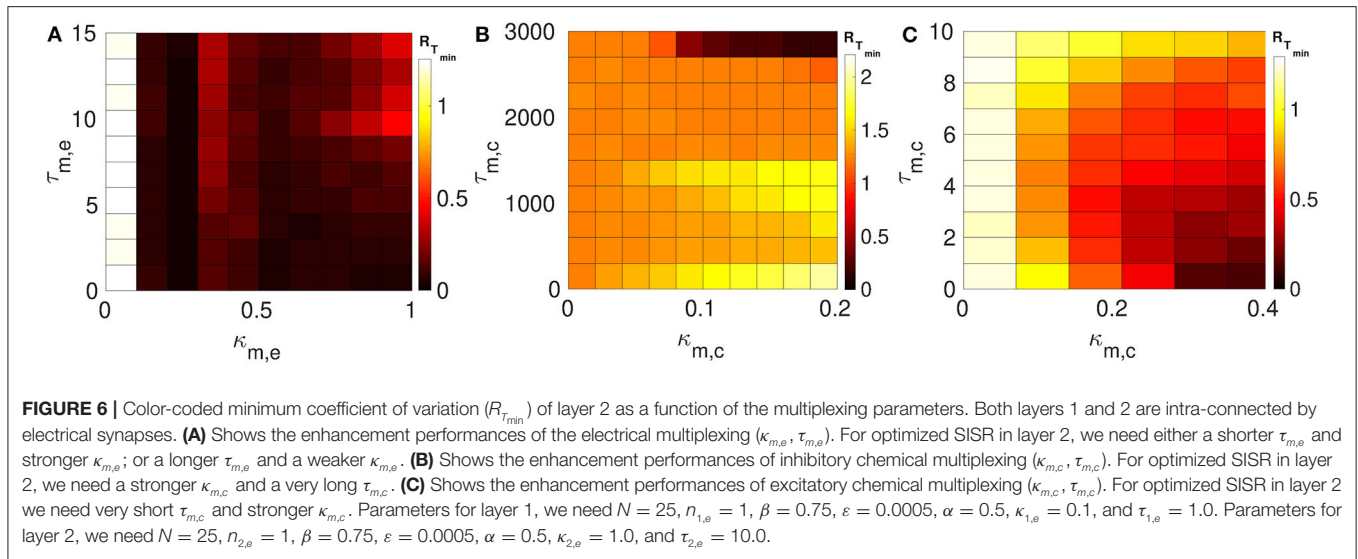 A
15
10
5
0
τm,e
0
0.5
1
κm,e
R_Tmin
1
0.5
0
B
3000
2000
1000
0
τm,c
0
0.1
0.2
κm,c
R_Tmin
2
1.5
1
0.5
0
C
10
8
6
4
2
0
τm,c
0
0.2
0.4
κm,c
R_Tmin
1
0.5
0
FIGURE 6 | Color-coded minimum coefficient of variation (R_Tmin) of layer 2 as a function of the multiplexing parameters. Both layers 1 and 2 are intra-connected by
electrical synapses. (A) Shows the enhancement performances of the electrical multiplexing (κm,e, τm,e). For optimized SISR in layer 2, we need either a shorter τm,e and
stronger κm,e; or a longer τm,e and a weaker κm,e. (B) Shows the enhancement performances of inhibitory chemical multiplexing (κm,c, τm,c). For optimized SISR in layer
2, we need a stronger κm,c and a very long τm,c. (C) Shows the enhancement performances of excitatory chemical multiplexing (κm,c, τm,c). For optimized SISR in layer 2
we need very short τm,c and stronger κm,c. Parameters for layer 1, we need N = 25, n1,e = 1, β = 0.75, ε = 0.0005, α = 0.5, κ1,e = 0.1, and τ1,e = 1.0. Parameters for
layer 2, we need N = 25, n2,e = 1, β = 0.75, ε = 0.0005, α = 0.5, κ2,e = 1.0, and τ2,e = 10.0.